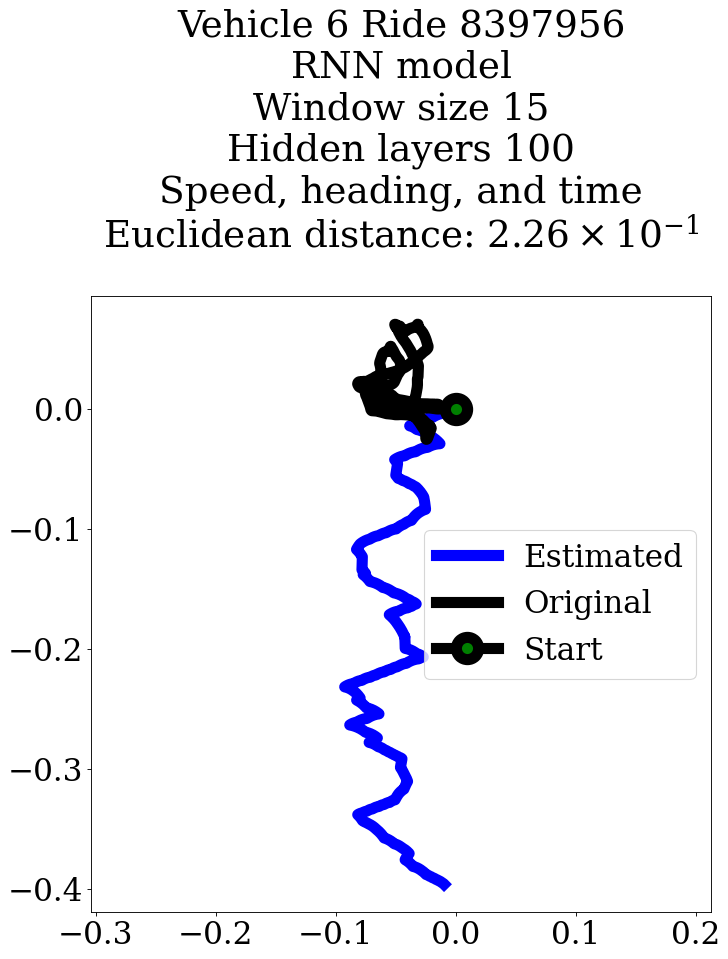 Vehicle 6 Ride 8397956
RNN model
Window size 15
Hidden layers 100
Speed, heading, and time
Euclidean distance: 2.26 × 10⁻¹
0.0
−0.1
−0.2
−0.3
−0.4
Estimated
Original
Start
−0.3 −0.2 −0.1 0.0 0.1 0.2